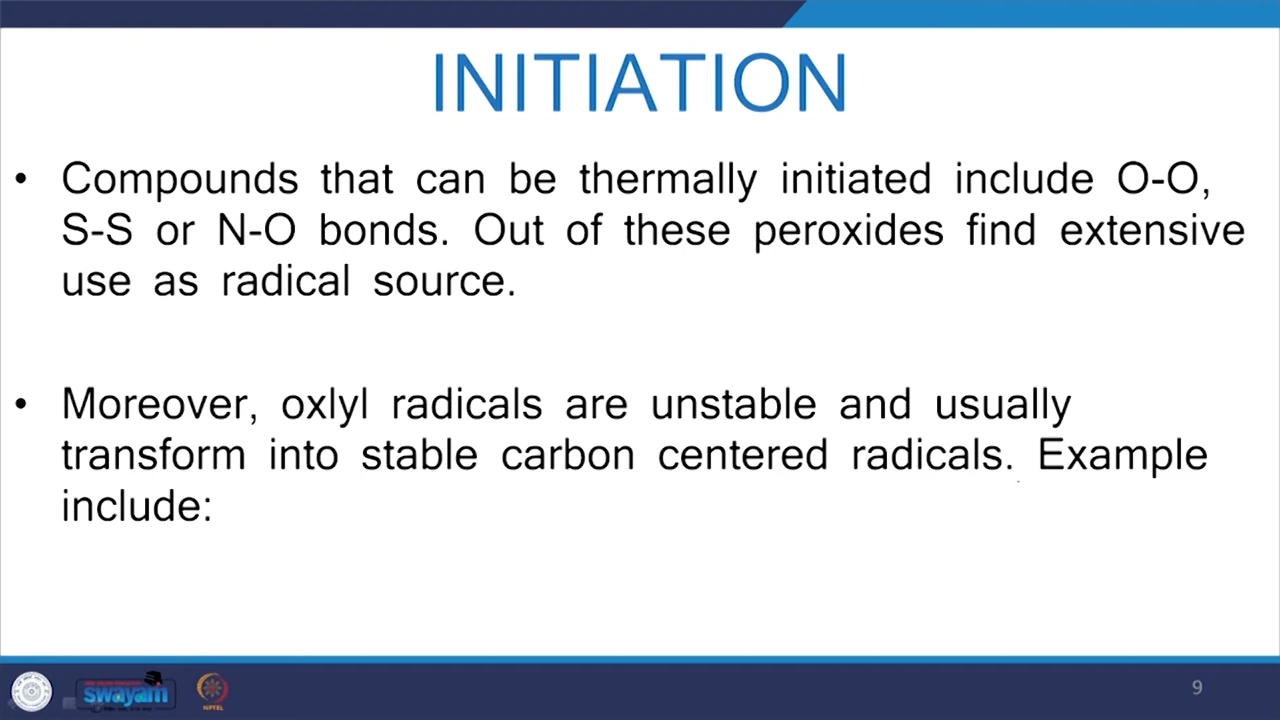 INITIATION
• Compounds that can be thermally initiated include O-O,
S-S or N-O bonds. Out of these peroxides find extensive
use as radical source.
• Moreover, oxlyl radicals are unstable and usually
transform into stable carbon centered radicals. Example
include:
swayam
NPTEL
9